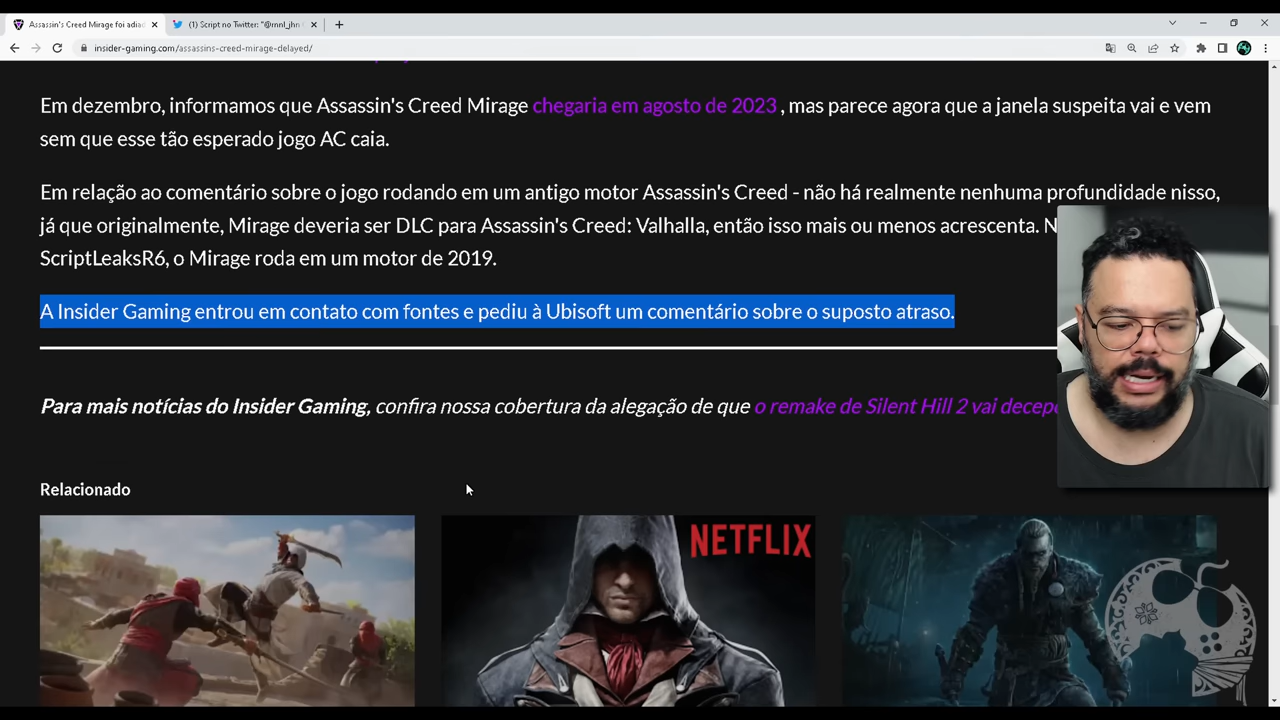 Assassin's Creed Mirage foi adiad
(1) Script no Twitter: "@mnl_jhn
insider-gaming.com/assassins-creed-mirage-delayed/
Em dezembro, informamos que Assassin's Creed Mirage chegaria em agosto de 2023 , mas parece agora que a janela suspeita vai e vem
sem que esse tão esperado jogo AC caia.
Em relação ao comentário sobre o jogo rodando em um antigo motor Assassin's Creed - não há realmente nenhuma profundidade nisso,
já que originalmente, Mirage deveria ser DLC para Assassin's Creed: Valhalla, então isso mais ou menos acrescenta. N
ScriptLeaksR6, o Mirage roda em um motor de 2019.
A Insider Gaming entrou em contato com fontes e pediu à Ubisoft um comentário sobre o suposto atraso.
Para mais notícias do Insider Gaming, confira nossa cobertura da alegação de que o remake de Silent Hill 2 vai decep
Relacionado
NETFLIX